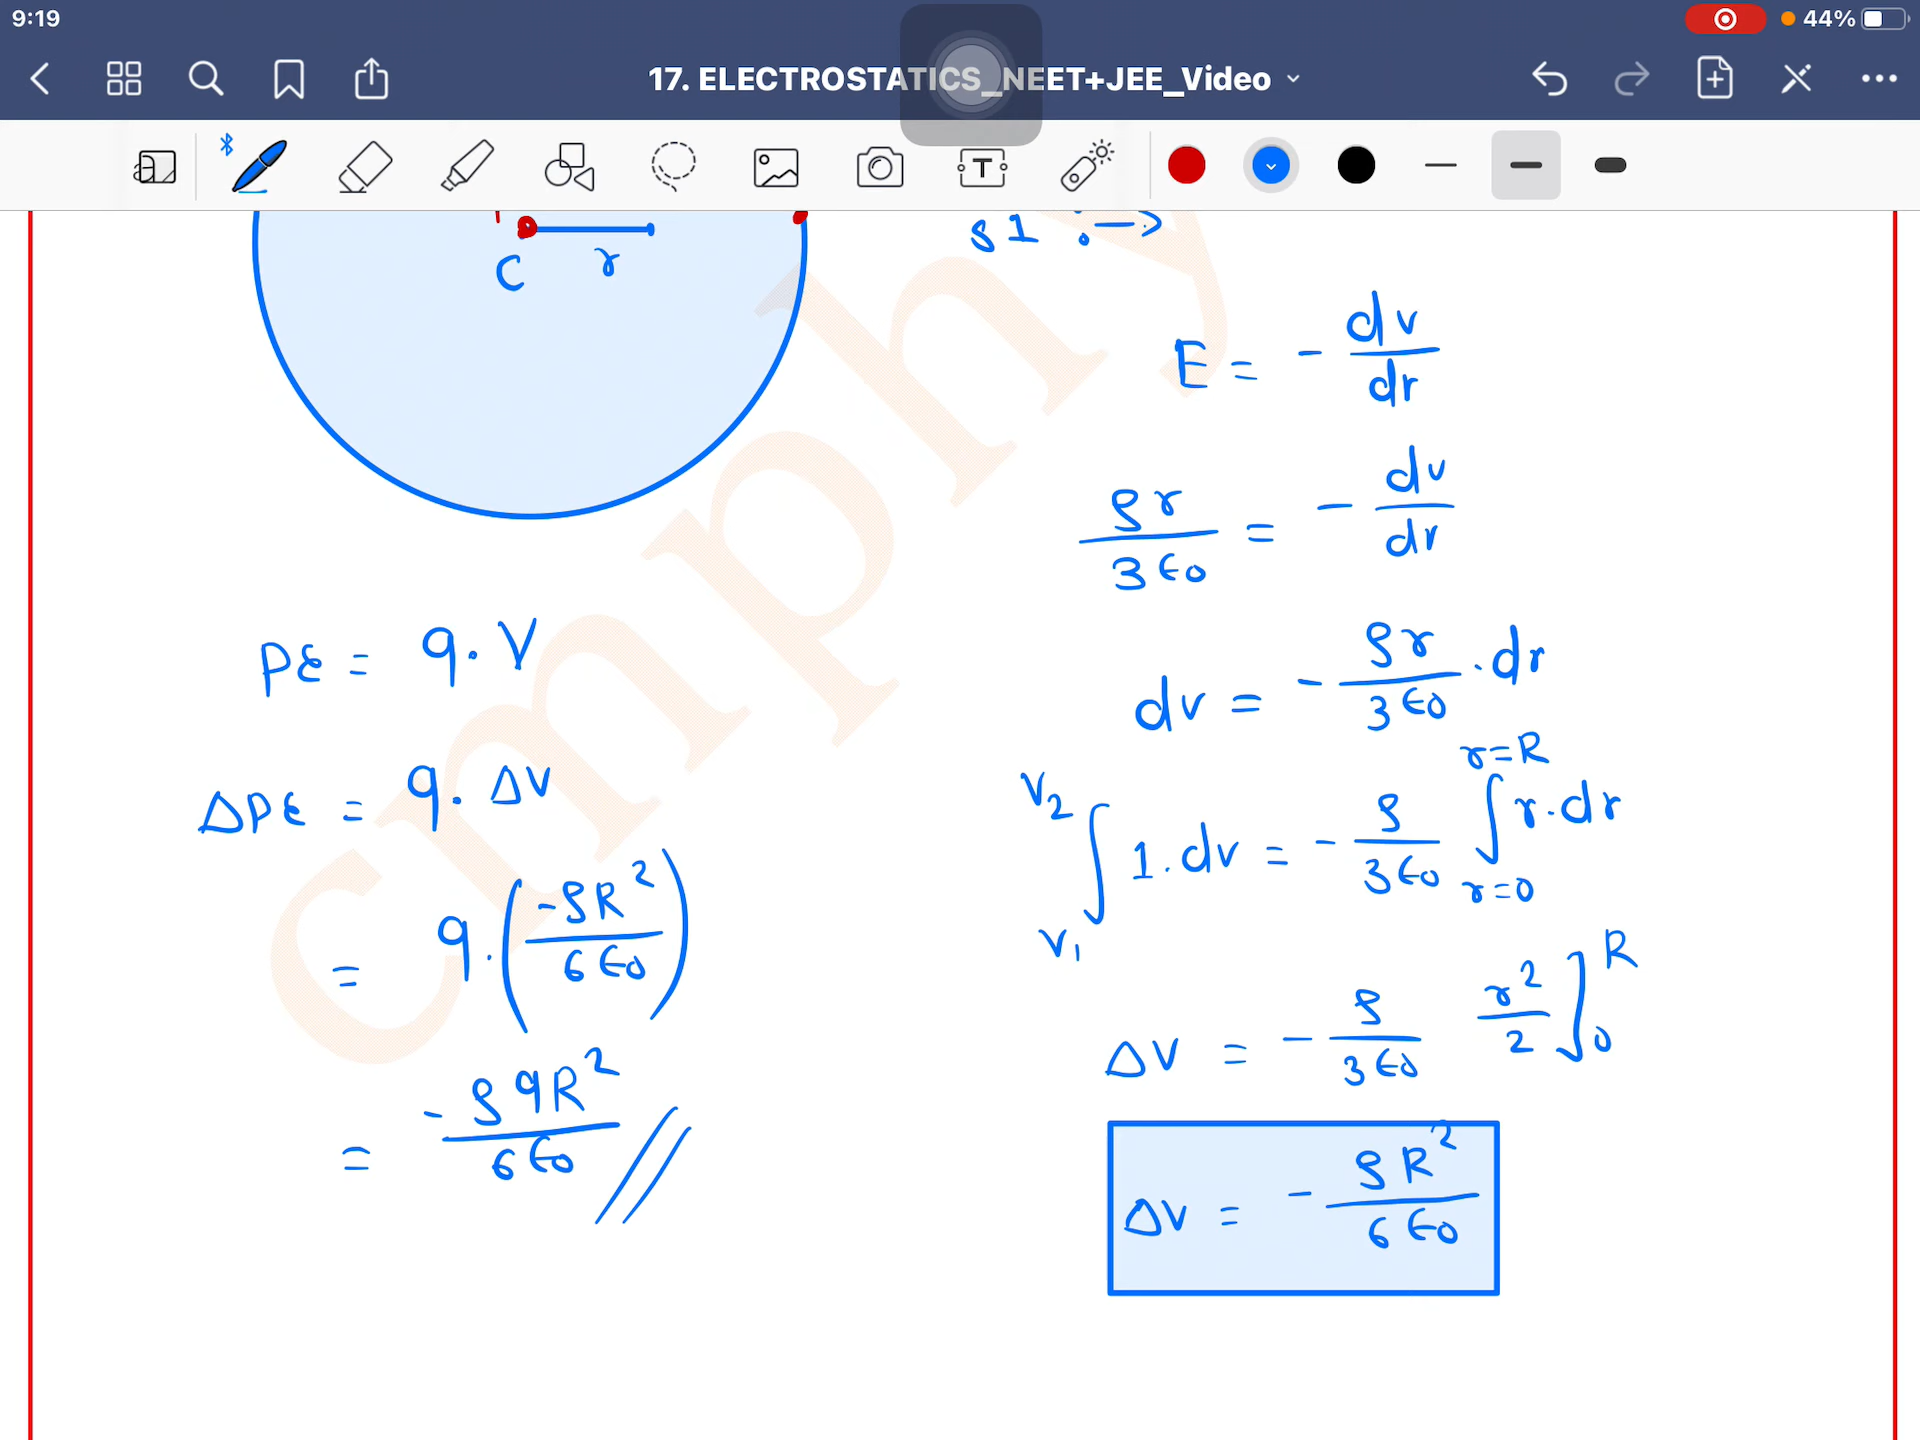 9:19
44%
17. ELECTROSTATICS_NEET+JEE_Video
T
C
r
S1 : →
E = - dv/dr
ρr/3ε0 = - dv/dr
dv = - ρr/3ε0 . dr
∫ V1 V2 1. dv = - ρ/3ε0 ∫ r=0 r=R r. dr
ΔV = - ρ/3ε0 r²/2 ]0 R
ΔV = - ρR²/6ε0
PE = q. V
ΔPE = q. ΔV
= q. (-ρR²/6ε0)
= -ρqR²/6ε0 //
cmphy